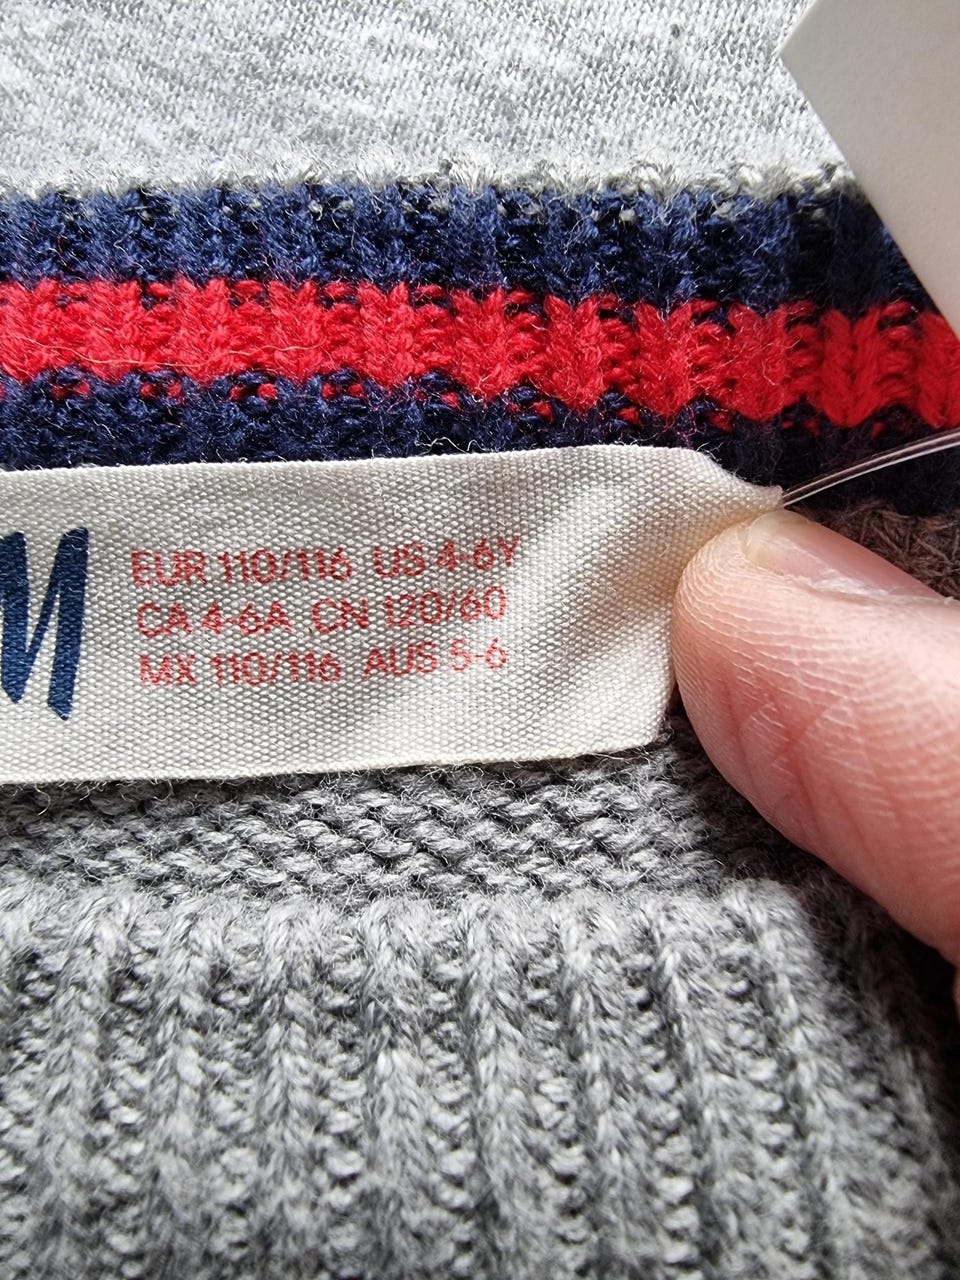 M
EUR 110/116 US 4-6Y
CA 4-6A CN 120/60
MX 110/116 AUS 5-6